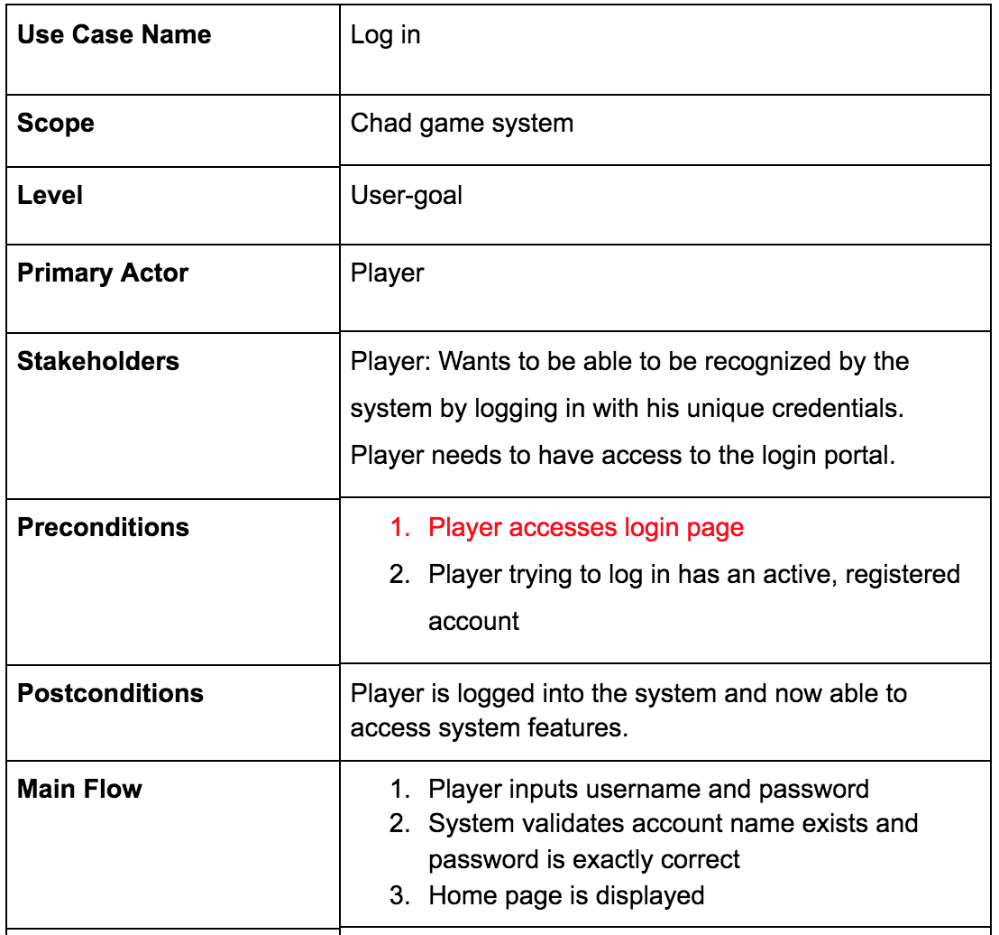 Use Case Name
Log in
Scope
Chad game system
Level
User-goal
Primary Actor
Player
Stakeholders
Player: Wants to be able to be recognized by the
system by logging in with his unique credentials.
Player needs to have access to the login portal.
Preconditions
1. Player accesses login page
2. Player trying to log in has an active, registered
account
Postconditions
Player is logged into the system and now able to
access system features.
Main Flow
1. Player inputs username and password
2. System validates account name exists and
password is exactly correct
3. Home page is displayed